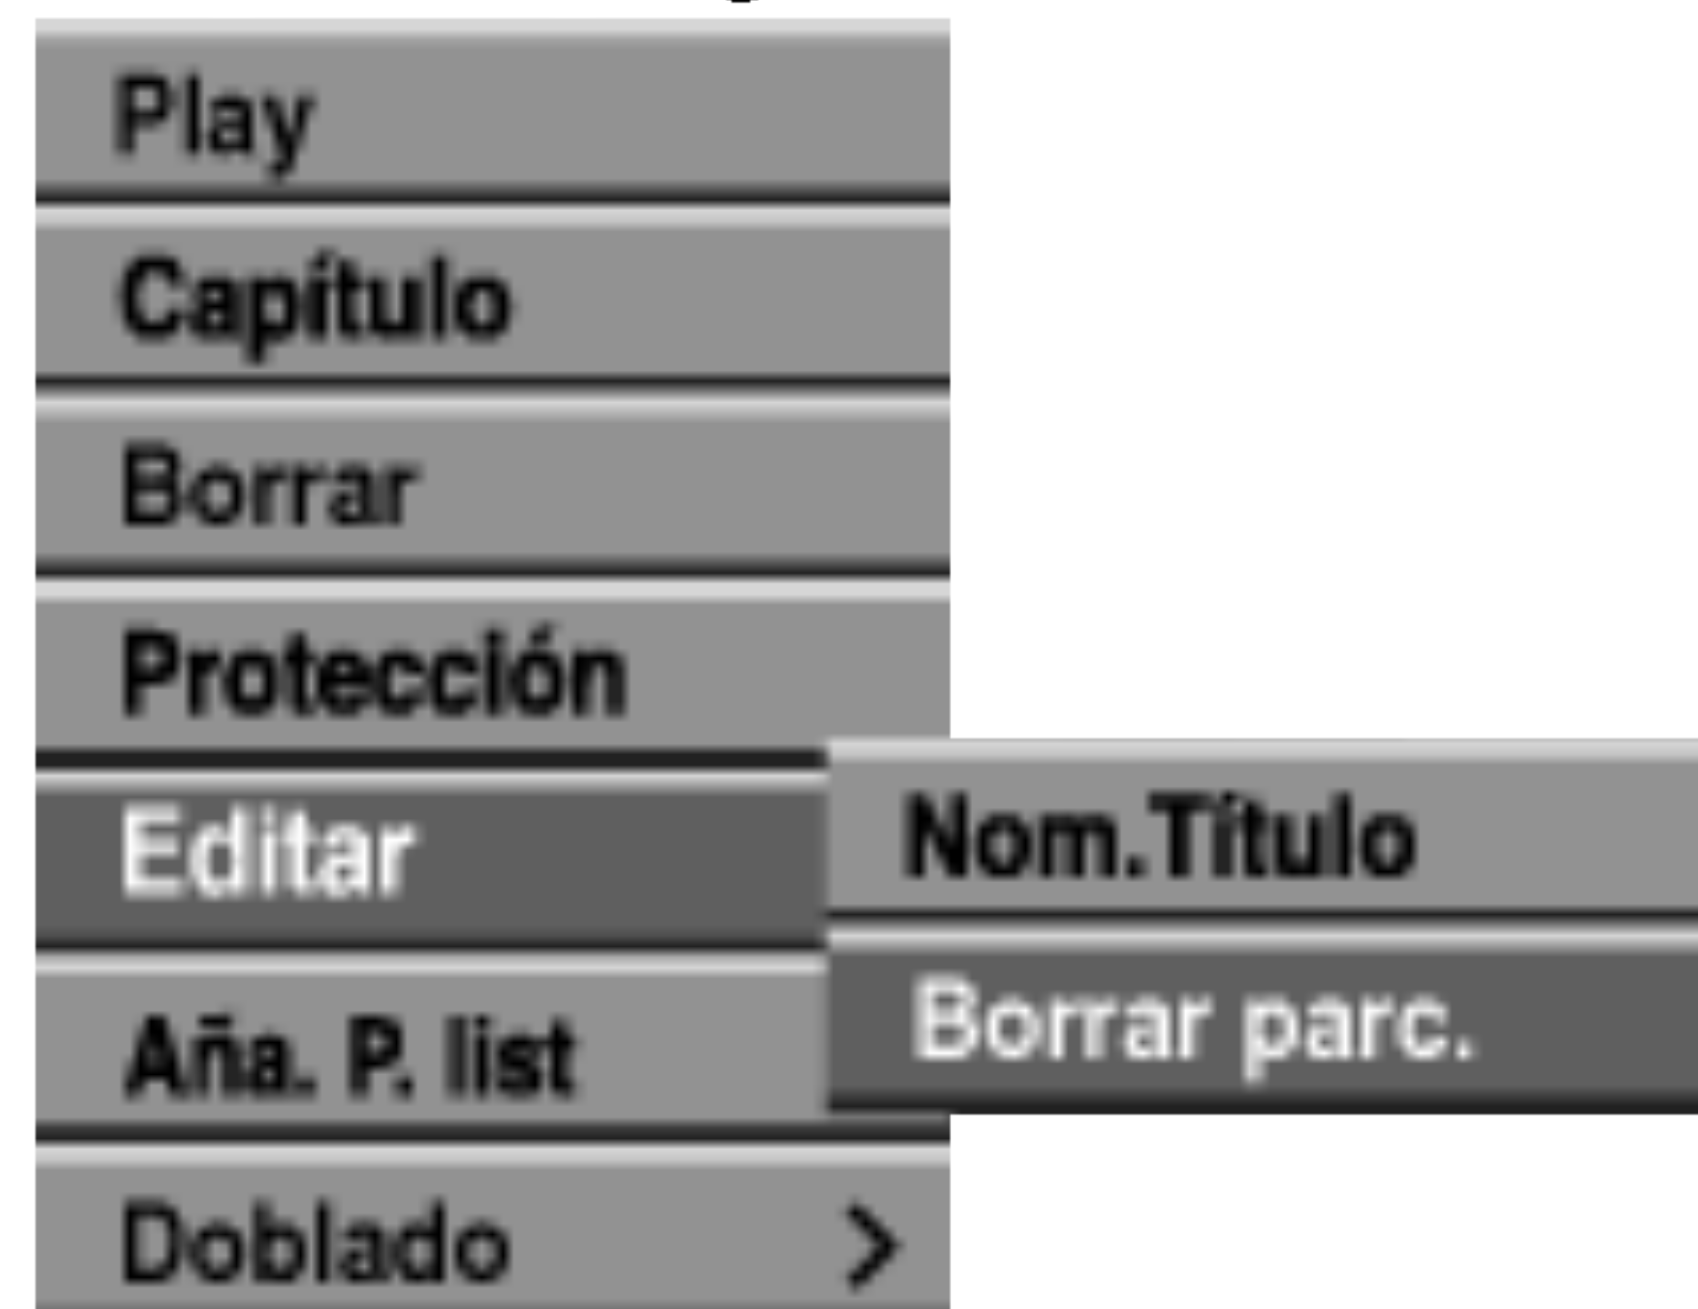 Play
Capítulo
Borrar
Protección
Editar
Nom.Título
Borrar parc.
Aña. P. list
Doblado >